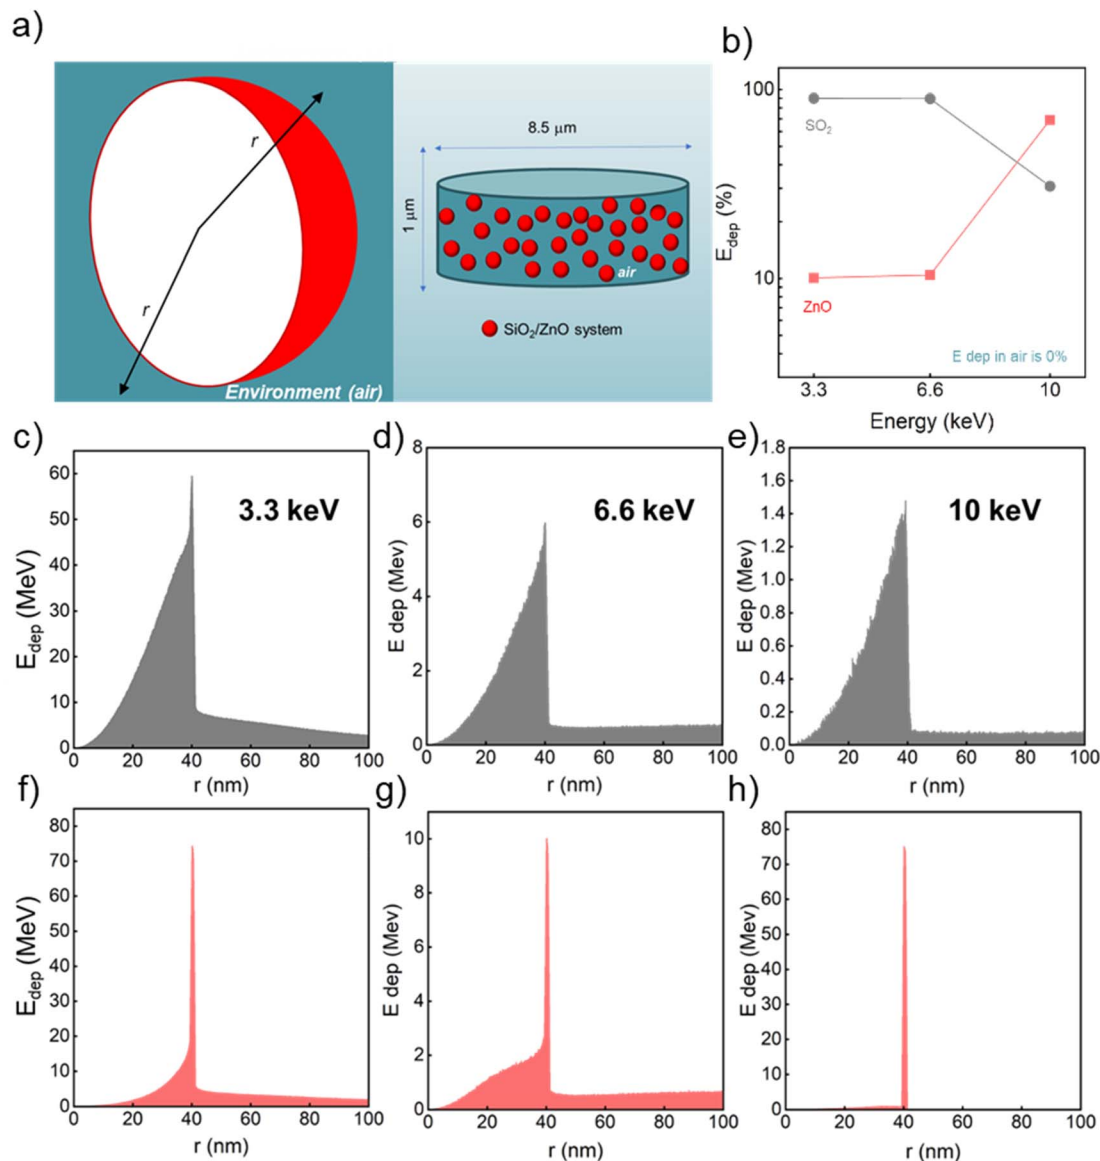 a)
r
r
Environment (air)
8.5 μm
1 μm
air
SiO₂/ZnO system
b)
100
10
E_dep (%)
SO₂
ZnO
E dep in air is 0%
3.3 6.6 10
Energy (keV)
c)
60
50
40
30
20
10
0
E_dep (MeV)
3.3 keV
0 20 40 60 80 100
r (nm)
d)
8
6
4
2
0
E dep (Mev)
6.6 keV
0 20 40 60 80 100
r (nm)
e)
1.8
1.6
1.4
1.2
1.0
0.8
0.6
0.4
0.2
0.0
E dep (Mev)
10 keV
0 20 40 60 80 100
r (nm)
f)
80
70
60
50
40
30
20
10
0
E_dep (MeV)
0 20 40 60 80 100
r (nm)
g)
10
8
6
4
2
0
E dep (Mev)
0 20 40 60 80 100
r (nm)
h)
80
70
60
50
40
30
20
10
0
E dep (Mev)
0 20 40 60 80 100
r (nm)